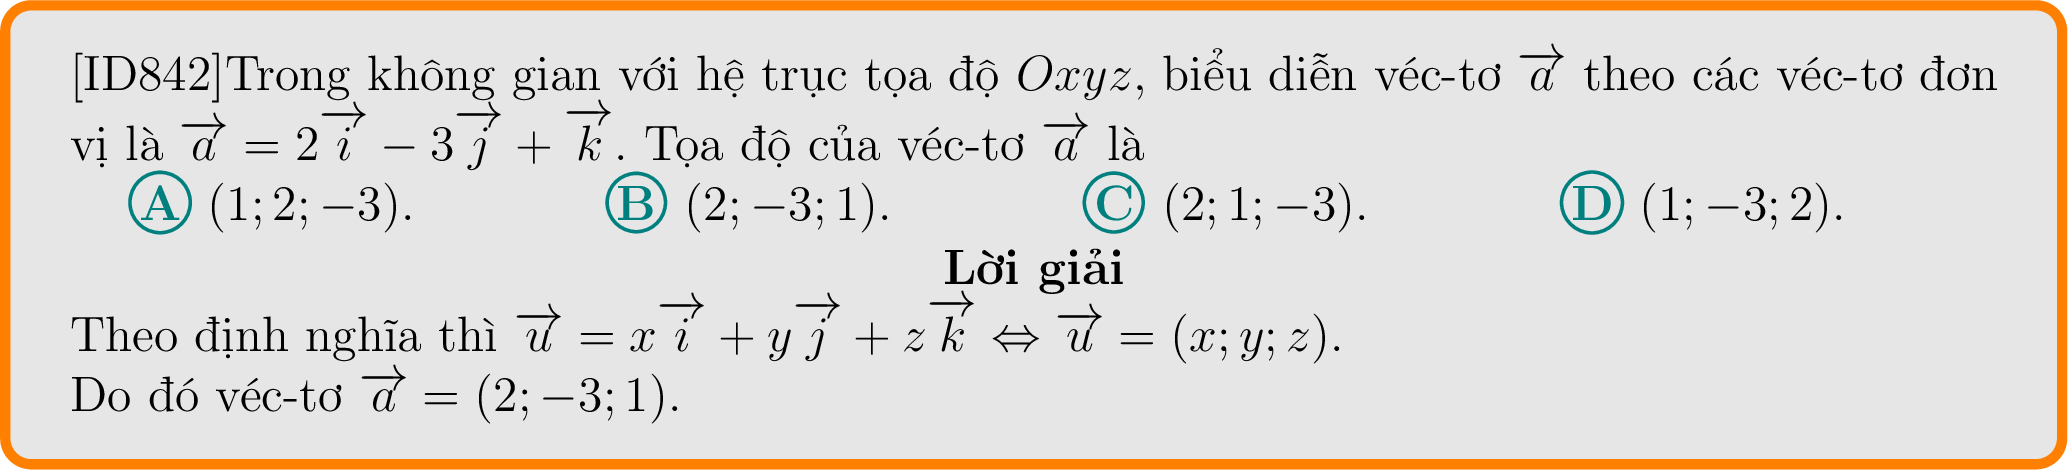 [ID842]Trong không gian với hệ trục tọa độ $Oxyz$, biểu diễn véc-tơ $\overrightarrow{a}$ theo các véc-tơ đơn
vị là $\overrightarrow{a} = 2\overrightarrow{i} - 3\overrightarrow{j} + \overrightarrow{k}$. Tọa độ của véc-tơ $\overrightarrow{a}$ là
A $(1; 2; -3)$. B $(2; -3; 1)$. C $(2; 1; -3)$. D $(1; -3; 2)$.
Lời giải
Theo định nghĩa thì $\overrightarrow{u} = x\overrightarrow{i} + y\overrightarrow{j} + z\overrightarrow{k} \Leftrightarrow \overrightarrow{u} = (x; y; z)$.
Do đó véc-tơ $\overrightarrow{a} = (2; -3; 1)$.